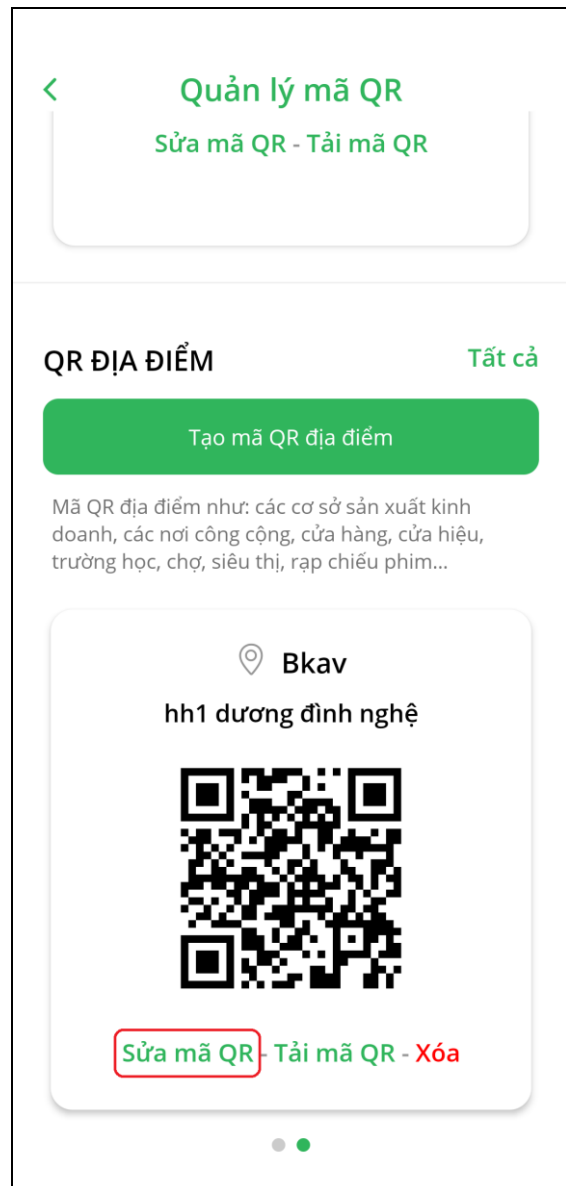 Quản lý mã QR
Sửa mã QR - Tải mã QR
QR ĐỊA ĐIỂM
Tất cả
Tạo mã QR địa điểm
Mã QR địa điểm như: các cơ sở sản xuất kinh
doanh, các nơi công cộng, cửa hàng, cửa hiệu,
trường học, chợ, siêu thị, rạp chiếu phim...
Bkav
hh1 dương đình nghệ
Sửa mã QR - Tải mã QR - Xóa